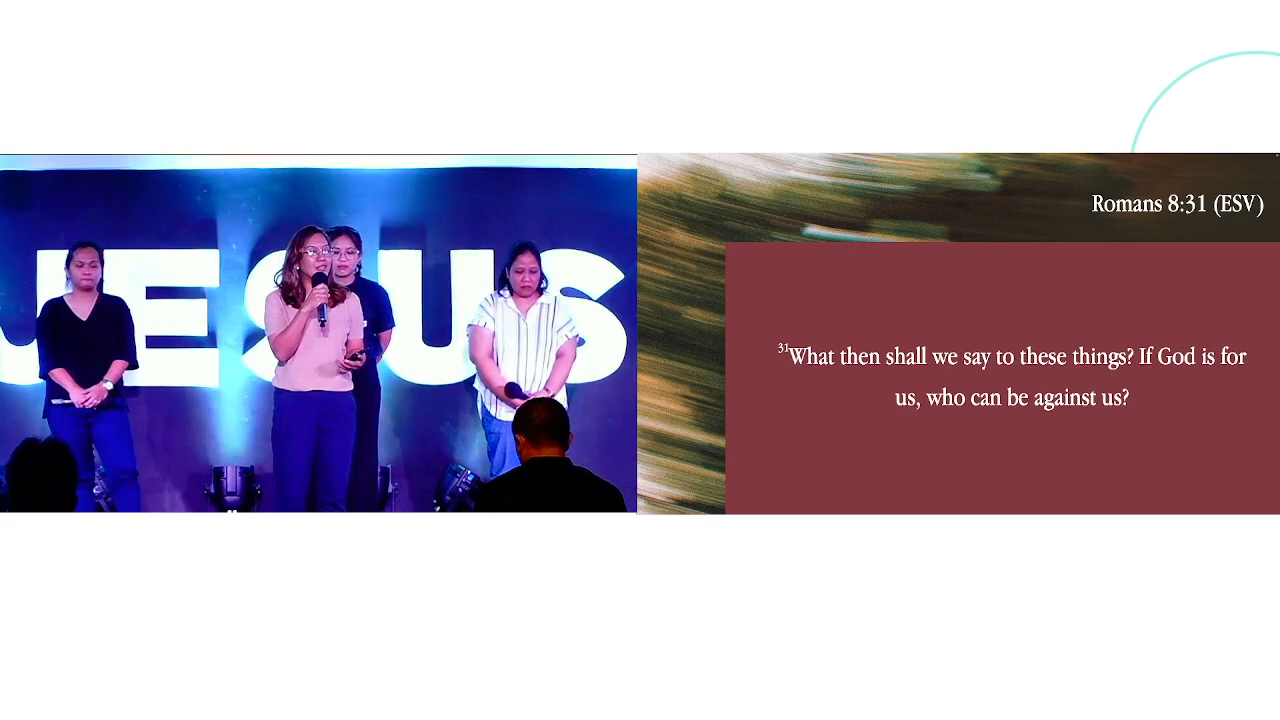 JESUS
Romans 8:31 (ESV)
31What then shall we say to these things? If God is for
us, who can be against us?